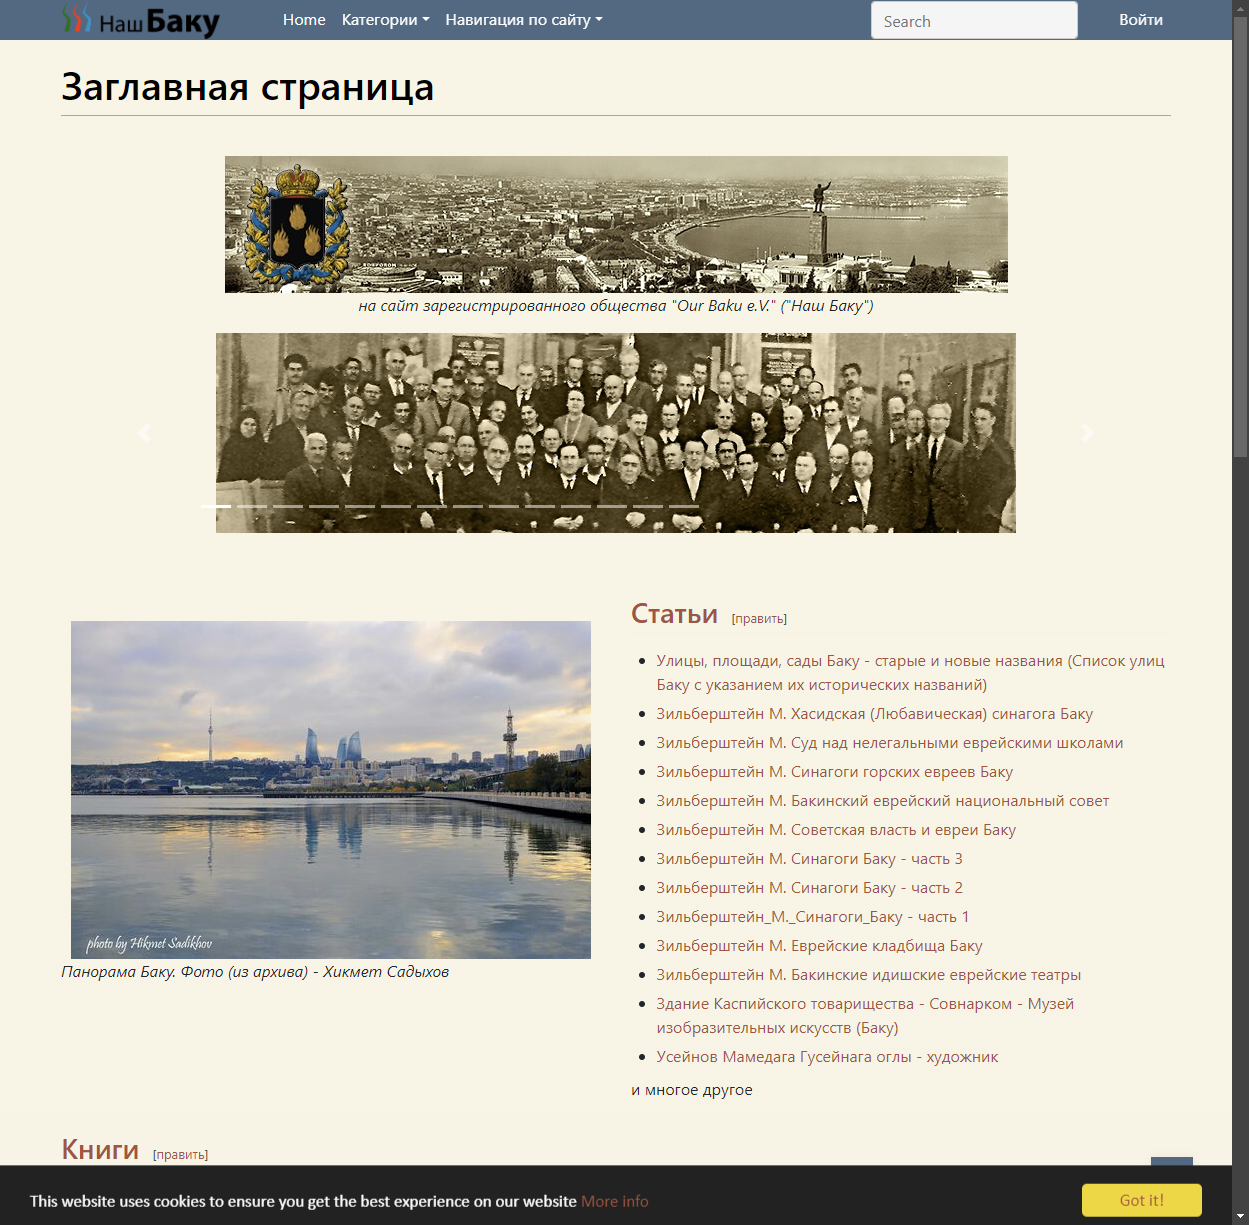 Наш Баку
Home Категории Навигация по сайту Search Войти
Заглавная страница
на сайт зарегистрированного общества "Our Baku e.V." ("Наш Баку")
photo by Hikmet Sadikhov
Панорама Баку. Фото (из архива) - Хикмет Садыхов
Статьи [править]
Улицы, площади, сады Баку - старые и новые названия (Список улиц
Баку с указанием их исторических названий)
Зильберштейн М. Хасидская (Любавическая) синагога Баку
Зильберштейн М. Суд над нелегальными еврейскими школами
Зильберштейн М. Синагоги горских евреев Баку
Зильберштейн М. Бакинский еврейский национальный совет
Зильберштейн М. Советская власть и евреи Баку
Зильберштейн М. Синагоги Баку - часть 3
Зильберштейн М. Синагоги Баку - часть 2
Зильберштейн_М._Синагоги_Баку - часть 1
Зильберштейн М. Еврейские кладбища Баку
Зильберштейн М. Бакинские идишские еврейские театры
Здание Каспийского товарищества - Совнарком - Музей
изобразительных искусств (Баку)
Усейнов Мамедага Гусейнага оглы - художник
и многое другое
Книги [править]
This website uses cookies to ensure you get the best experience on our website More info
Got it!